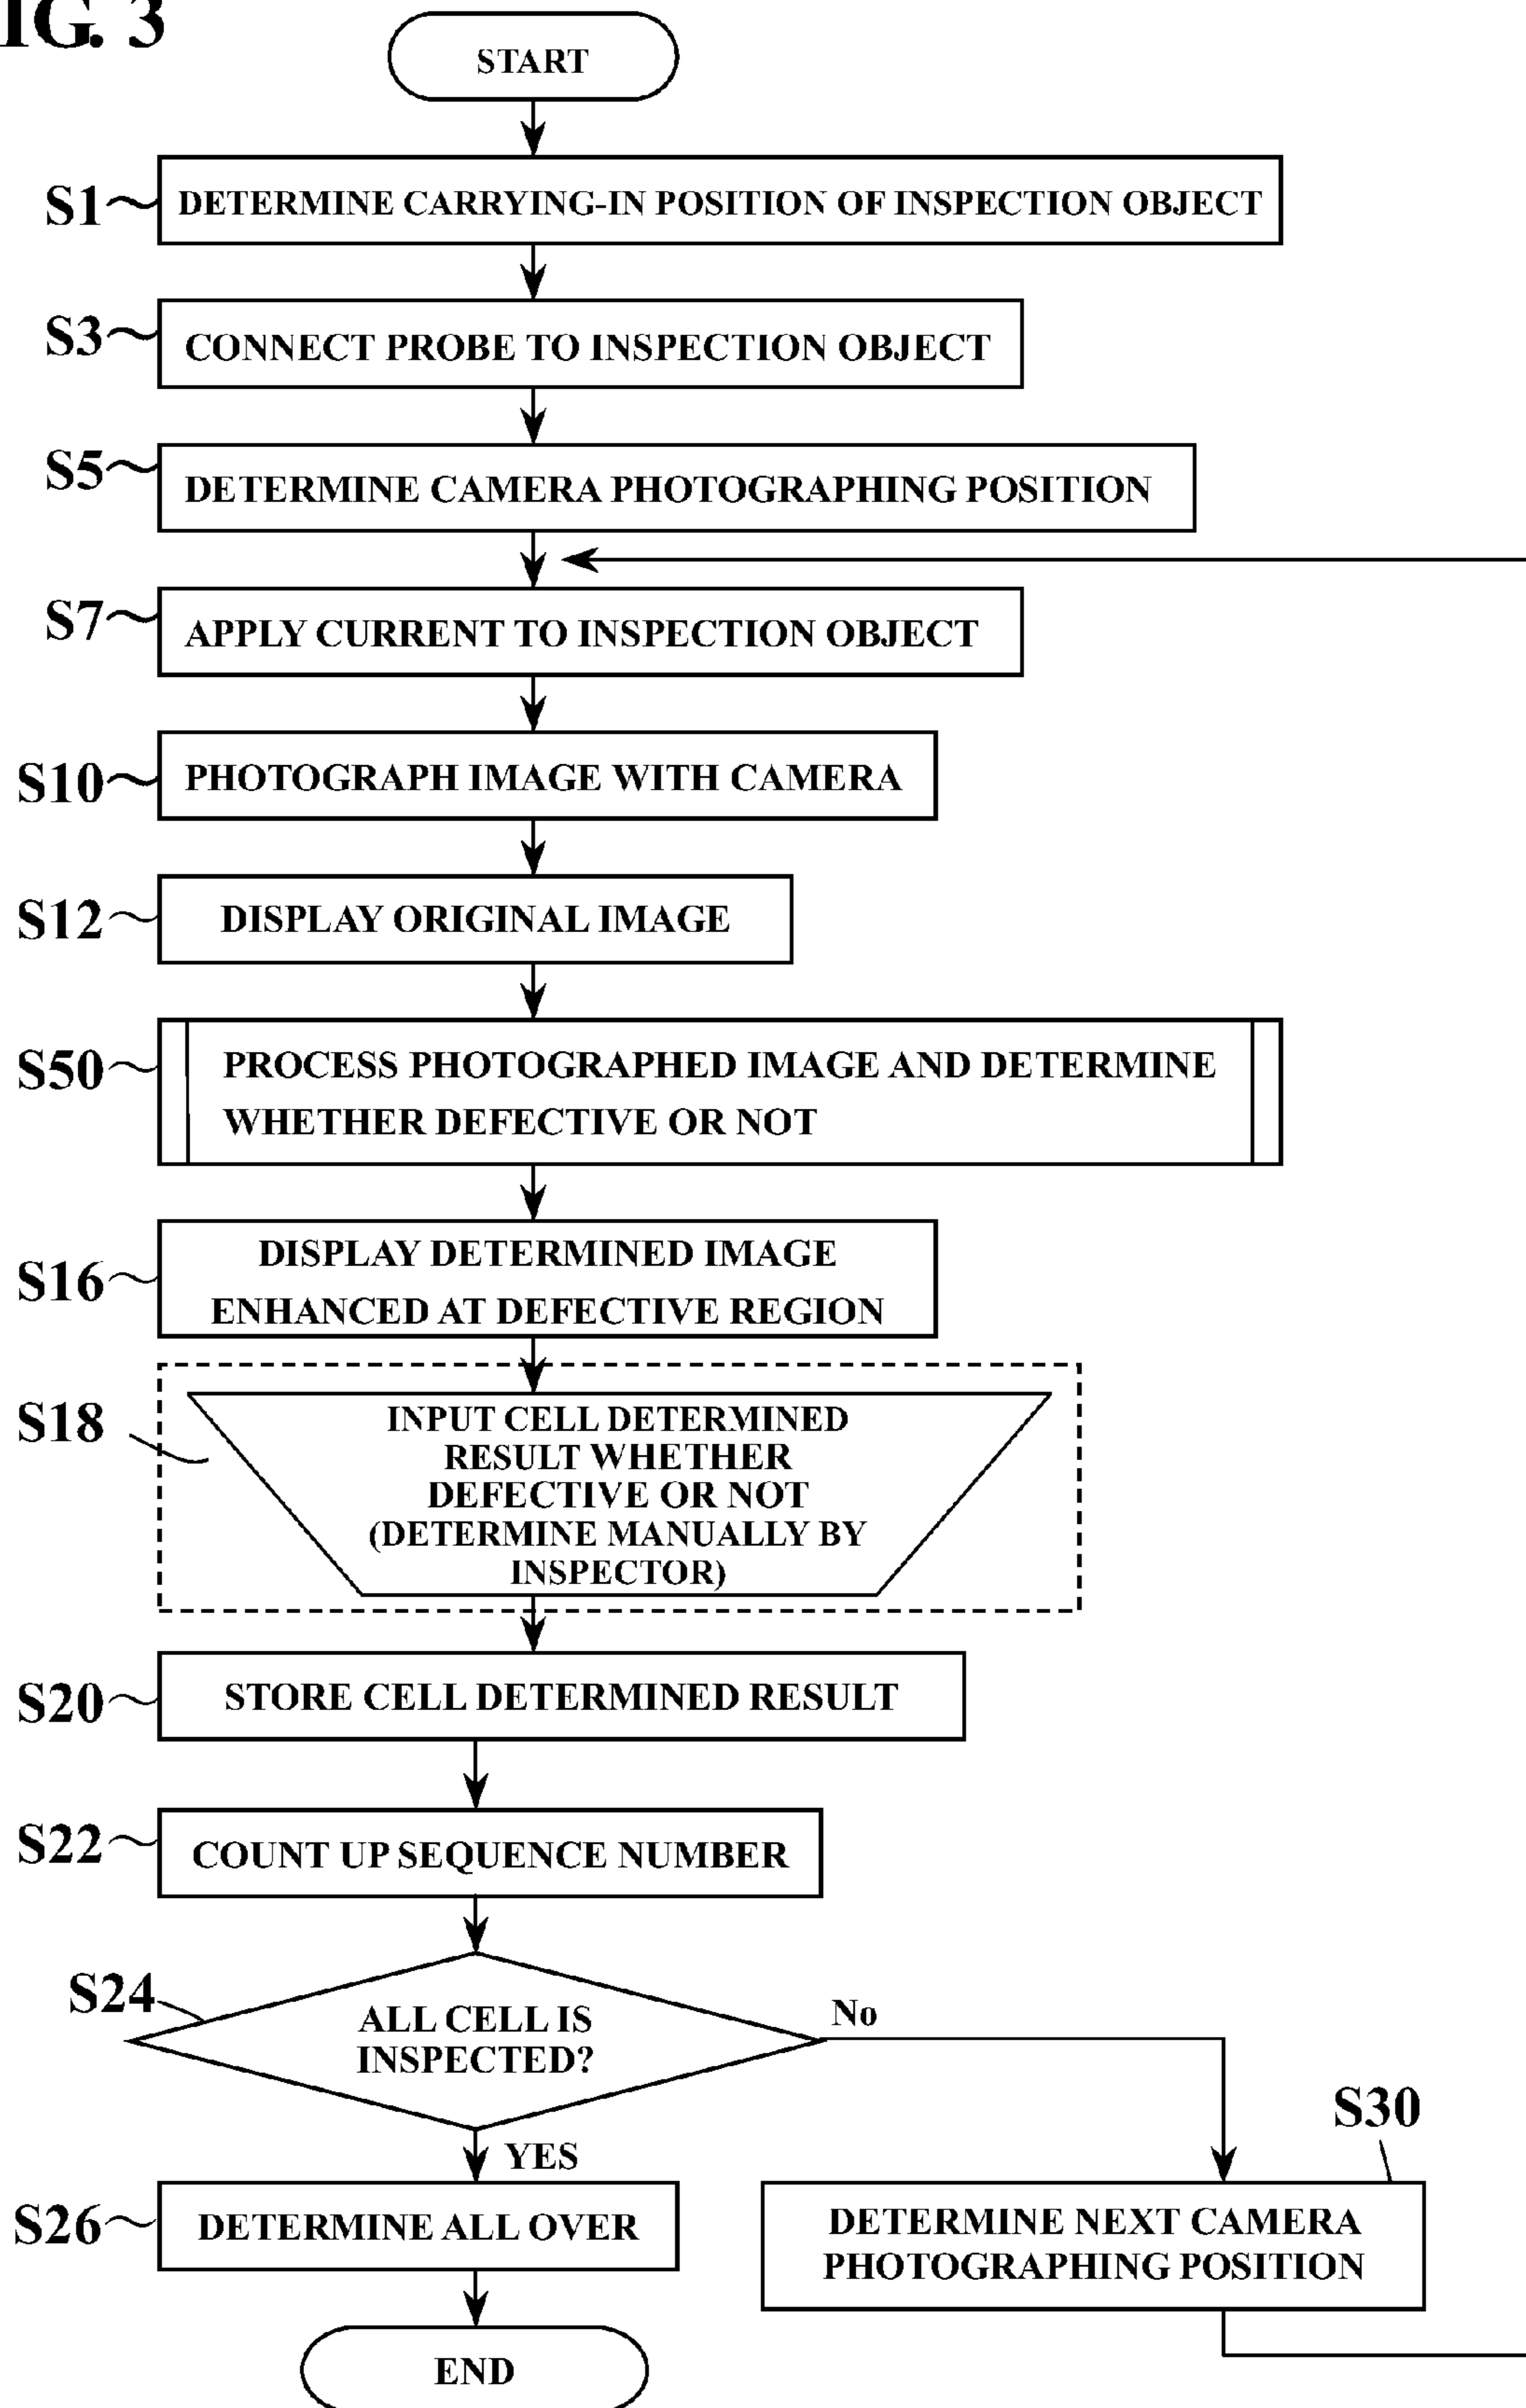 IG. 3
START
S1
DETERMINE CARRYING-IN POSITION OF INSPECTION OBJECT
S3
CONNECT PROBE TO INSPECTION OBJECT
S5
DETERMINE CAMERA PHOTOGRAPHING POSITION
S7
APPLY CURRENT TO INSPECTION OBJECT
S10
PHOTOGRAPH IMAGE WITH CAMERA
S12
DISPLAY ORIGINAL IMAGE
S50
PROCESS PHOTOGRAPHED IMAGE AND DETERMINE
WHETHER DEFECTIVE OR NOT
S16
DISPLAY DETERMINED IMAGE
ENHANCED AT DEFECTIVE REGION
S18
INPUT CELL DETERMINED
RESULT WHETHER
DEFECTIVE OR NOT
(DETERMINE MANUALLY BY
INSPECTOR)
S20
STORE CELL DETERMINED RESULT
S22
COUNT UP SEQUENCE NUMBER
S24
ALL CELL IS
INSPECTED?
No
YES
S30
S26
DETERMINE ALL OVER
DETERMINE NEXT CAMERA
PHOTOGRAPHING POSITION
END